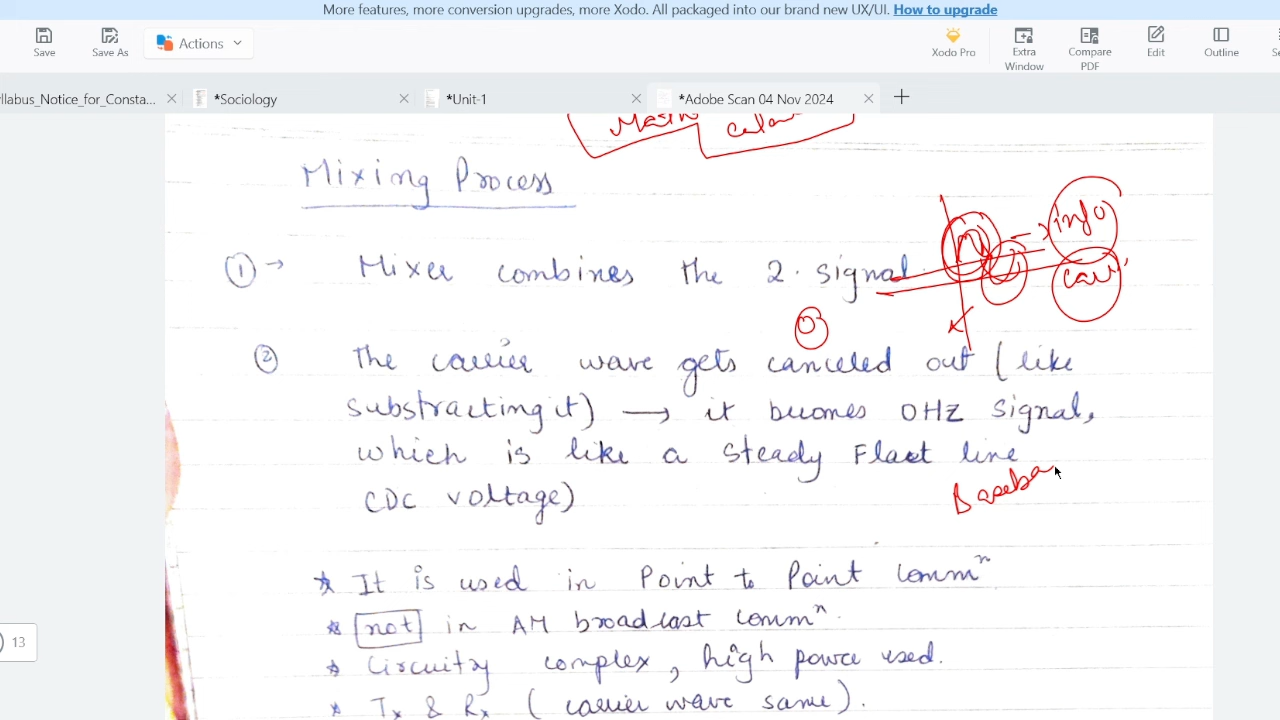 More features, more conversion upgrades, more Xodo. All packaged into our brand new UX/UI. How to upgrade
Save
Save As
Actions
Xodo Pro
Extra Window
Compare PDF
Edit
Outline
llabus_Notice_for_Consta...
*Sociology
*Unit-1
*Adobe Scan 04 Nov 2024
Mixing Process
info
① → Mixer combines the 2. signal.
② The carrier wave gets canceled out (like
substracting it) → it becomes 0HZ signal,
which is like a steady Flat line
Baseba
CDC voltage)
* It is used in Point to Point commⁿ
* not in AM broadcast commⁿ.
* Circuitry complex, high power used.
* Tx & Rx (carrier wave same).
13